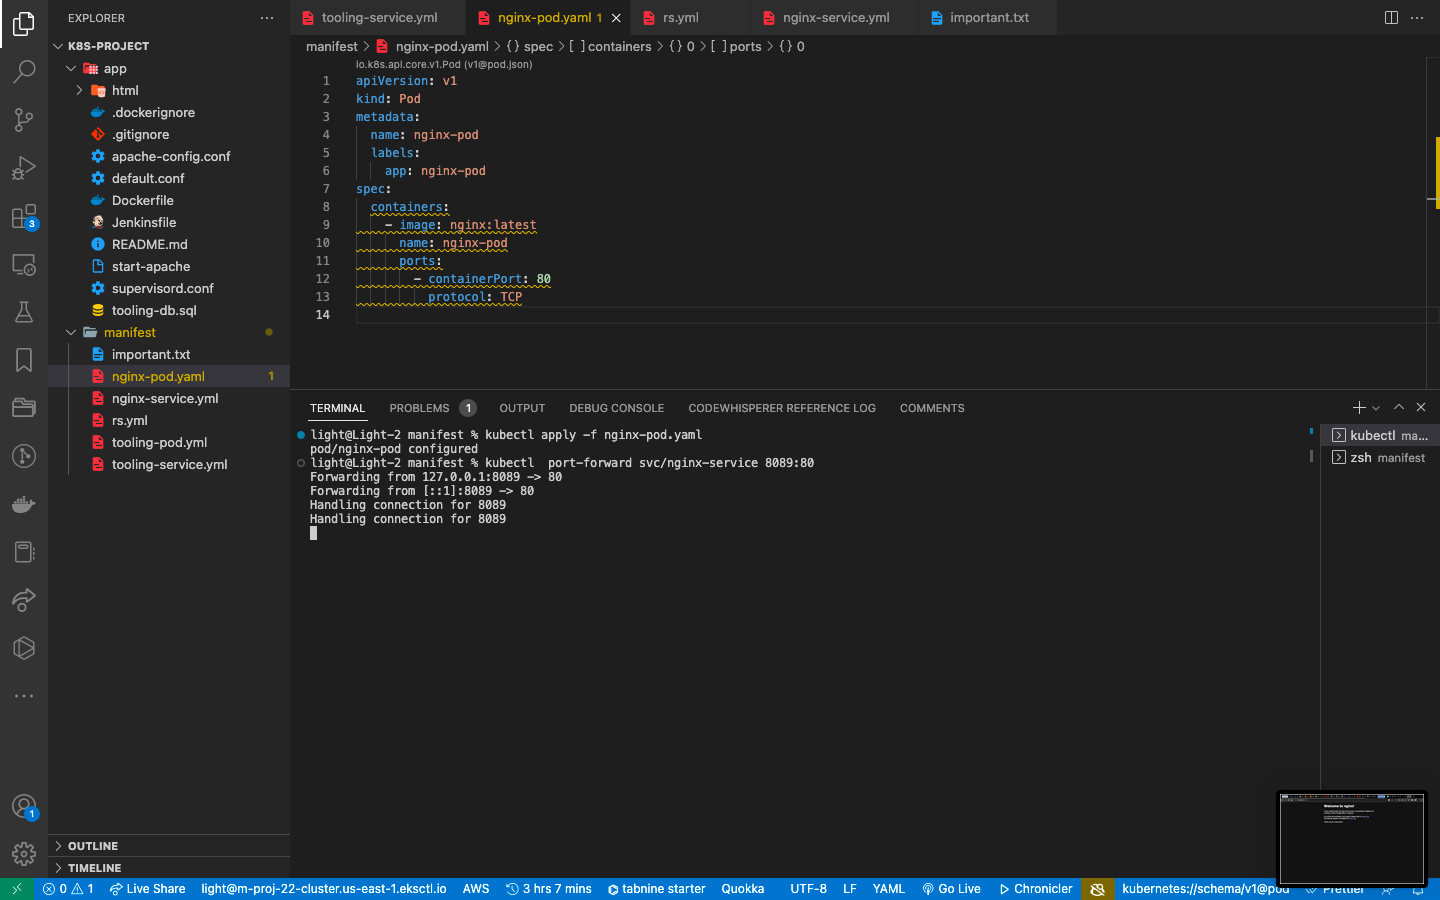 EXPLORER
K8S-PROJECT
app
html
.dockerignore
.gitignore
apache-config.conf
default.conf
Dockerfile
Jenkinsfile
README.md
start-apache
supervisord.conf
tooling-db.sql
manifest
important.txt
nginx-pod.yaml 1
nginx-service.yml
rs.yml
tooling-pod.yml
tooling-service.yml
OUTLINE
TIMELINE
3
1
tooling-service.yml nginx-pod.yaml 1 rs.yml nginx-service.yml important.txt
manifest > nginx-pod.yaml > {} spec > [ ] containers > {} 0 > [ ] ports > {} 0
io.k8s.api.core.v1.Pod (v1@pod.json)
1 apiVersion: v1
2 kind: Pod
3 metadata:
4 name: nginx-pod
5 labels:
6 app: nginx-pod
7 spec:
8 containers:
9 - image: nginx:latest
10 name: nginx-pod
11 ports:
12 - containerPort: 80
13 protocol: TCP
14
TERMINAL PROBLEMS 1 OUTPUT DEBUG CONSOLE CODEWHISPERER REFERENCE LOG COMMENTS
light@Light-2 manifest % kubectl apply -f nginx-pod.yaml
pod/nginx-pod configured
light@Light-2 manifest % kubectl  port-forward svc/nginx-service 8089:80
Forwarding from 127.0.0.1:8089 -> 80
Forwarding from [::1]:8089 -> 80
Handling connection for 8089
Handling connection for 8089
kubectl ma...
zsh manifest
Welcome to nginx!
0 1 Live Share light@m-proj-22-cluster.us-east-1.eksctl.io AWS 3 hrs 7 mins tabnine starter Quokka UTF-8 LF YAML Go Live Chronicler kubernetes://schema/v1@pod Prettier